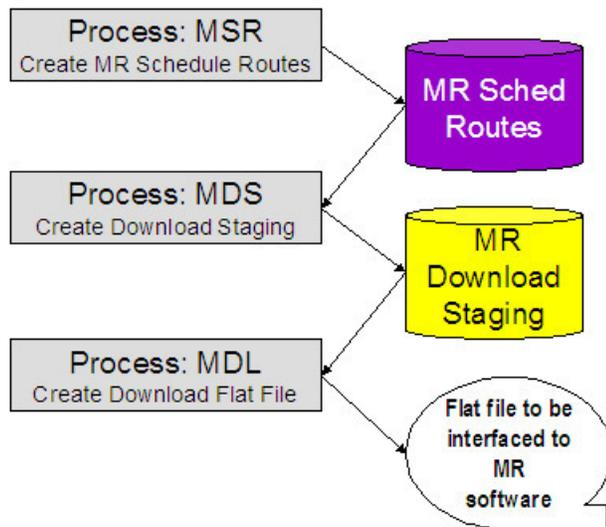 Process: MSR
Create MR Schedule Routes
MR Sched
Routes
Process: MDS
Create Download Staging
MR
Download
Staging
Process: MDL
Create Download Flat File
Flat file to be
interfaced to
MR
software